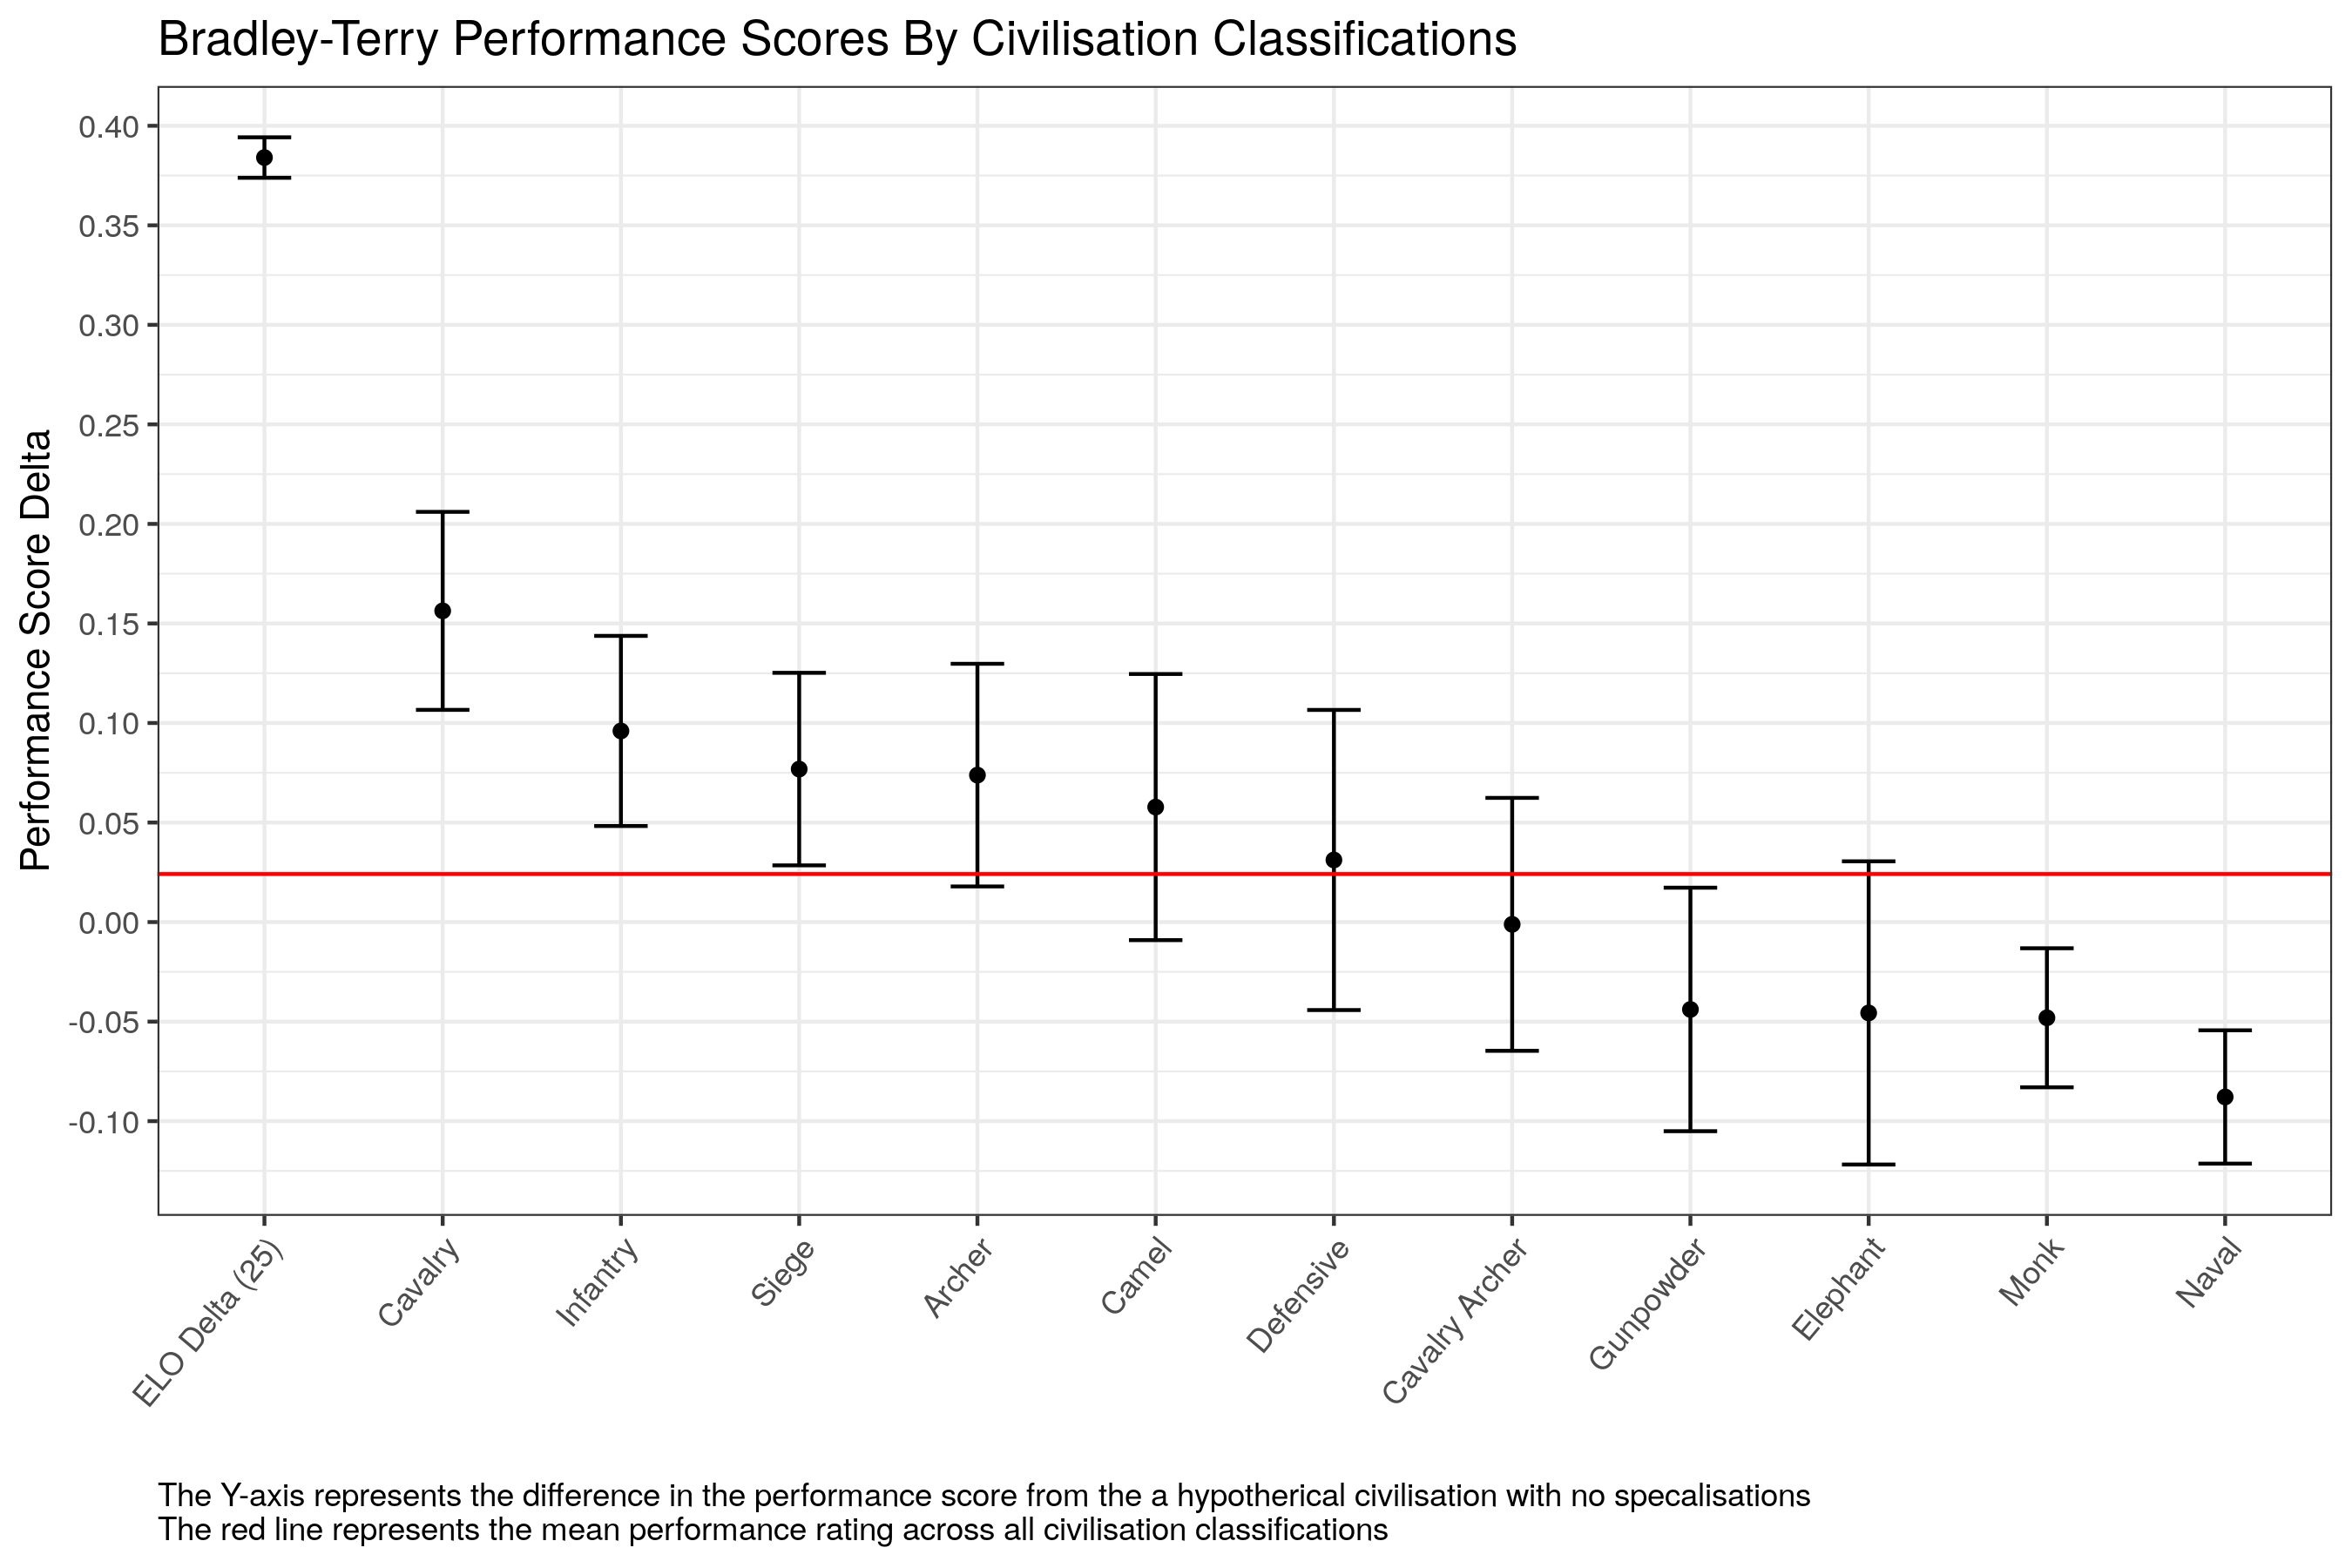 Bradley-Terry Performance Scores By Civilisation Classifications
Performance Score Delta
0.40
0.35
0.30
0.25
0.20
0.15
0.10
0.05
0.00
-0.05
-0.10
ELO Delta (25)
Cavalry
Infantry
Siege
Archer
Camel
Defensive
Cavalry Archer
Gunpowder
Elephant
Monk
Naval
The Y-axis represents the difference in the performance score from the a hypotherical civilisation with no specalisations
The red line represents the mean performance rating across all civilisation classifications